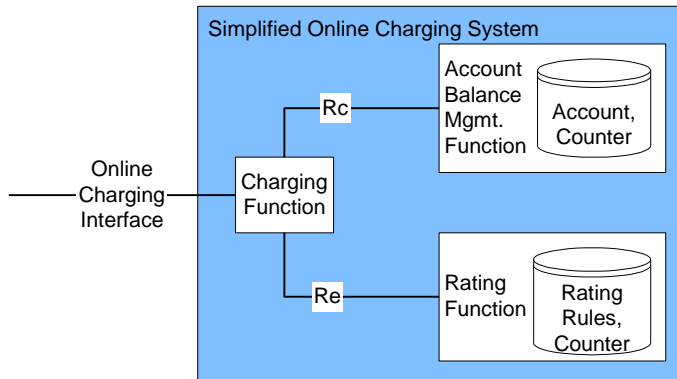 Simplified Online Charging System
Account
Balance
Mgmt.
Function
Account,
Counter
Rc
Online
Charging
Interface
Charging
Function
Re
Rating
Function
Rating
Rules,
Counter